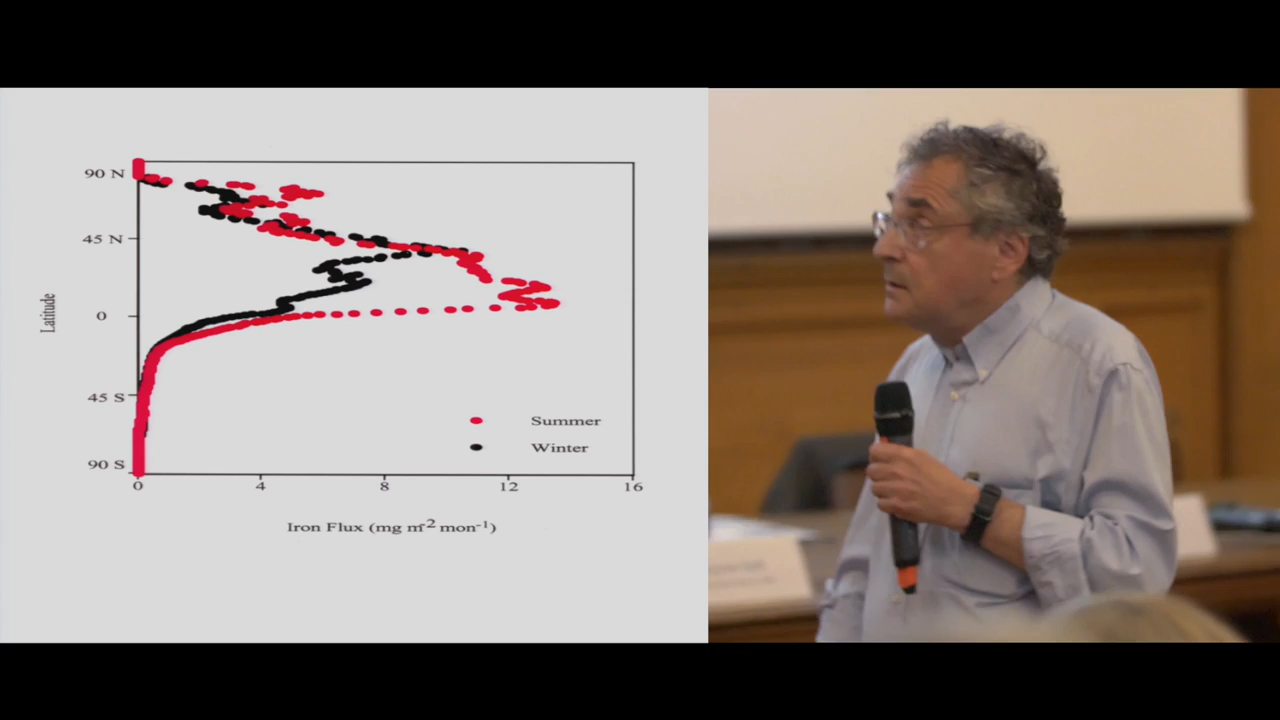 90 N
45 N
Latitude
0
45 S
90 S
Summer
Winter
0 4 8 12 16
Iron Flux (mg m⁻² mon⁻¹)